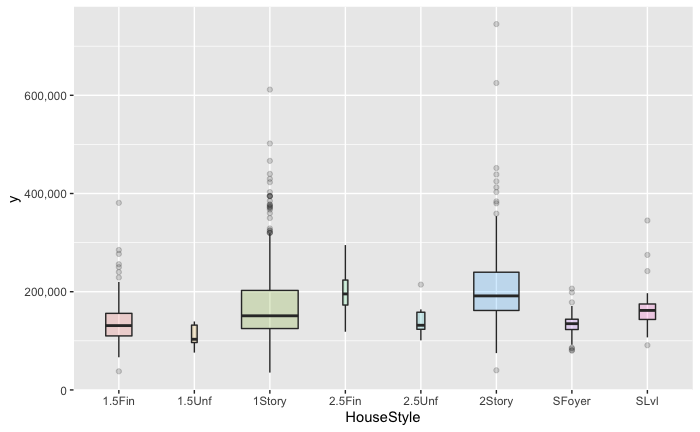 600,000
y
400,000
200,000
0
1.5Fin 1.5Unf 1Story 2.5Fin 2.5Unf 2Story SFoyer SLvl
HouseStyle